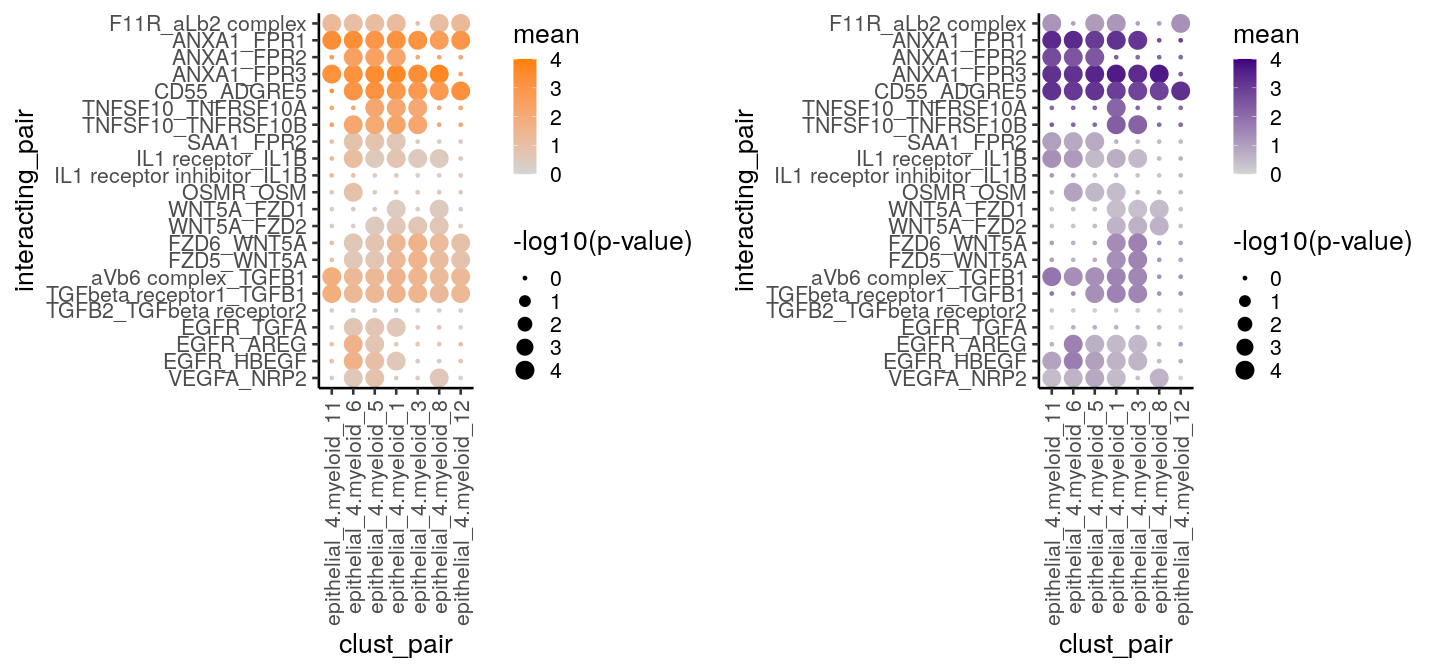 interacting_pair
F11R_aLb2 complex
ANXA1_FPR1
ANXA1_FPR2
ANXA1_FPR3
CD55_ADGRE5
TNFSF10_TNFRSF10A
TNFSF10_TNFRSF10B
SAA1_FPR2
IL1 receptor_IL1B
IL1 receptor inhibitor_IL1B
OSMR_OSM
WNT5A_FZD1
WNT5A_FZD2
FZD6_WNT5A
FZD5_WNT5A
aVb6 complex_TGFB1
TGFbeta receptor1_TGFB1
TGFB2_TGFbeta receptor2
EGFR_TGFA
EGFR_AREG
EGFR_HBEGF
VEGFA_NRP2
epithelial_4.myeloid_11
epithelial_4.myeloid_6
epithelial_4.myeloid_5
epithelial_4.myeloid_1
epithelial_4.myeloid_3
epithelial_4.myeloid_8
epithelial_4.myeloid_12
clust_pair
mean
4
3
2
1
0
-log10(p-value)
0
1
2
3
4
interacting_pair
F11R_aLb2 complex
ANXA1_FPR1
ANXA1_FPR2
ANXA1_FPR3
CD55_ADGRE5
TNFSF10_TNFRSF10A
TNFSF10_TNFRSF10B
SAA1_FPR2
IL1 receptor_IL1B
IL1 receptor inhibitor_IL1B
OSMR_OSM
WNT5A_FZD1
WNT5A_FZD2
FZD6_WNT5A
FZD5_WNT5A
aVb6 complex_TGFB1
TGFbeta receptor1_TGFB1
TGFB2_TGFbeta receptor2
EGFR_TGFA
EGFR_AREG
EGFR_HBEGF
VEGFA_NRP2
epithelial_4.myeloid_11
epithelial_4.myeloid_6
epithelial_4.myeloid_5
epithelial_4.myeloid_1
epithelial_4.myeloid_3
epithelial_4.myeloid_8
epithelial_4.myeloid_12
clust_pair
mean
4
3
2
1
0
-log10(p-value)
0
1
2
3
4